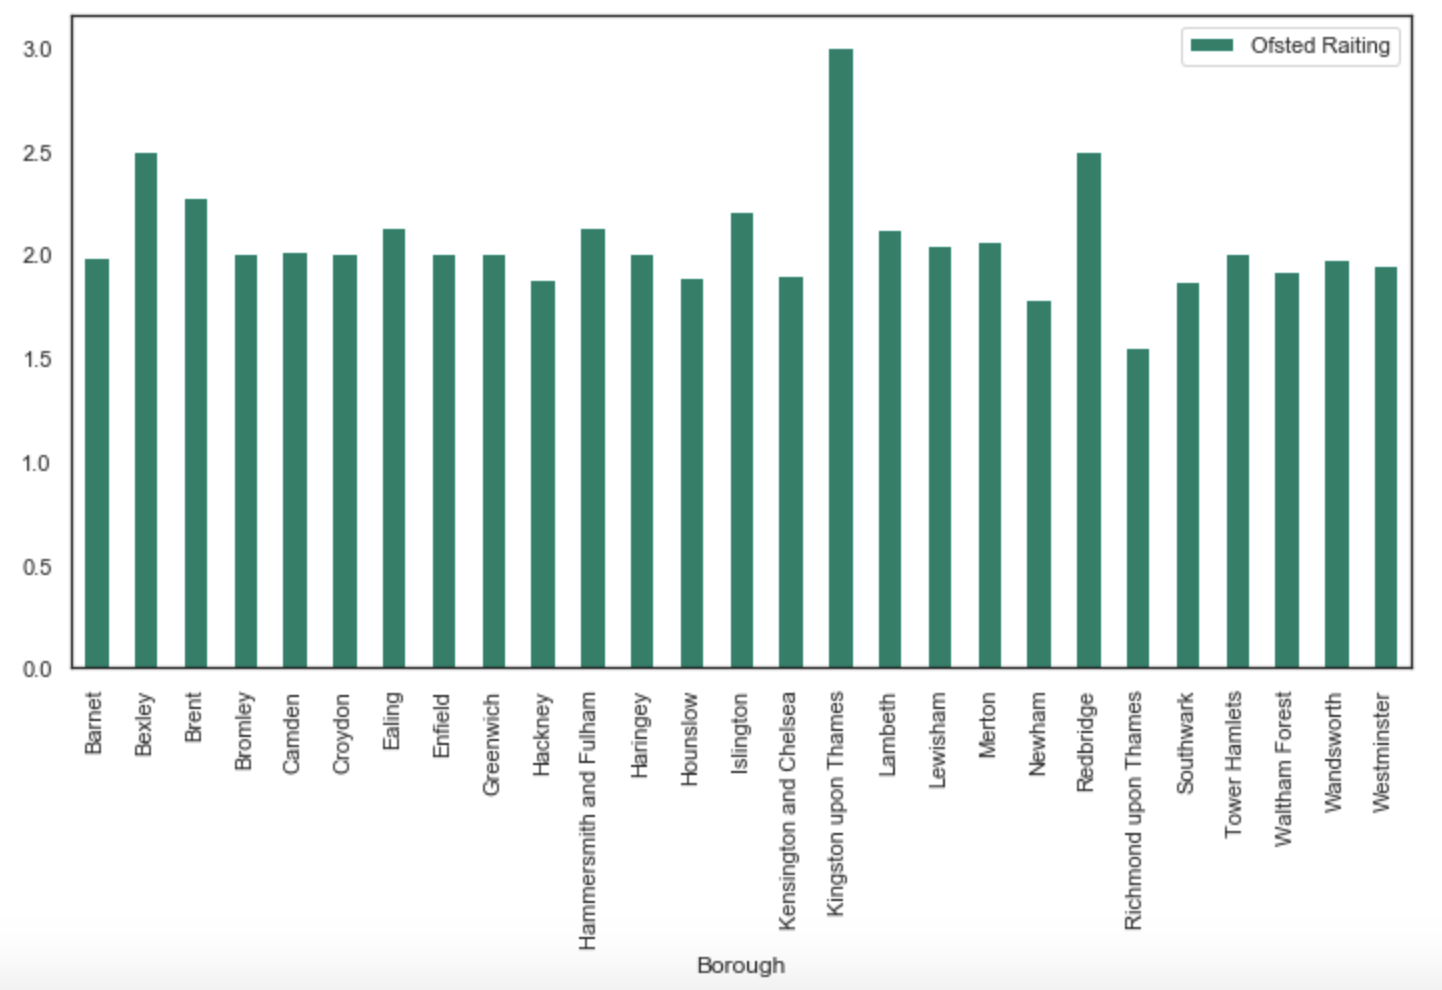 Ofsted Raiting
3.0
2.5
2.0
1.5
1.0
0.5
0.0
Barnet
Bexley
Brent
Bromley
Camden
Croydon
Ealing
Enfield
Greenwich
Hackney
Hammersmith and Fulham
Haringey
Hounslow
Islington
Kensington and Chelsea
Kingston upon Thames
Lambeth
Lewisham
Merton
Newham
Redbridge
Richmond upon Thames
Southwark
Tower Hamlets
Waltham Forest
Wandsworth
Westminster
Borough